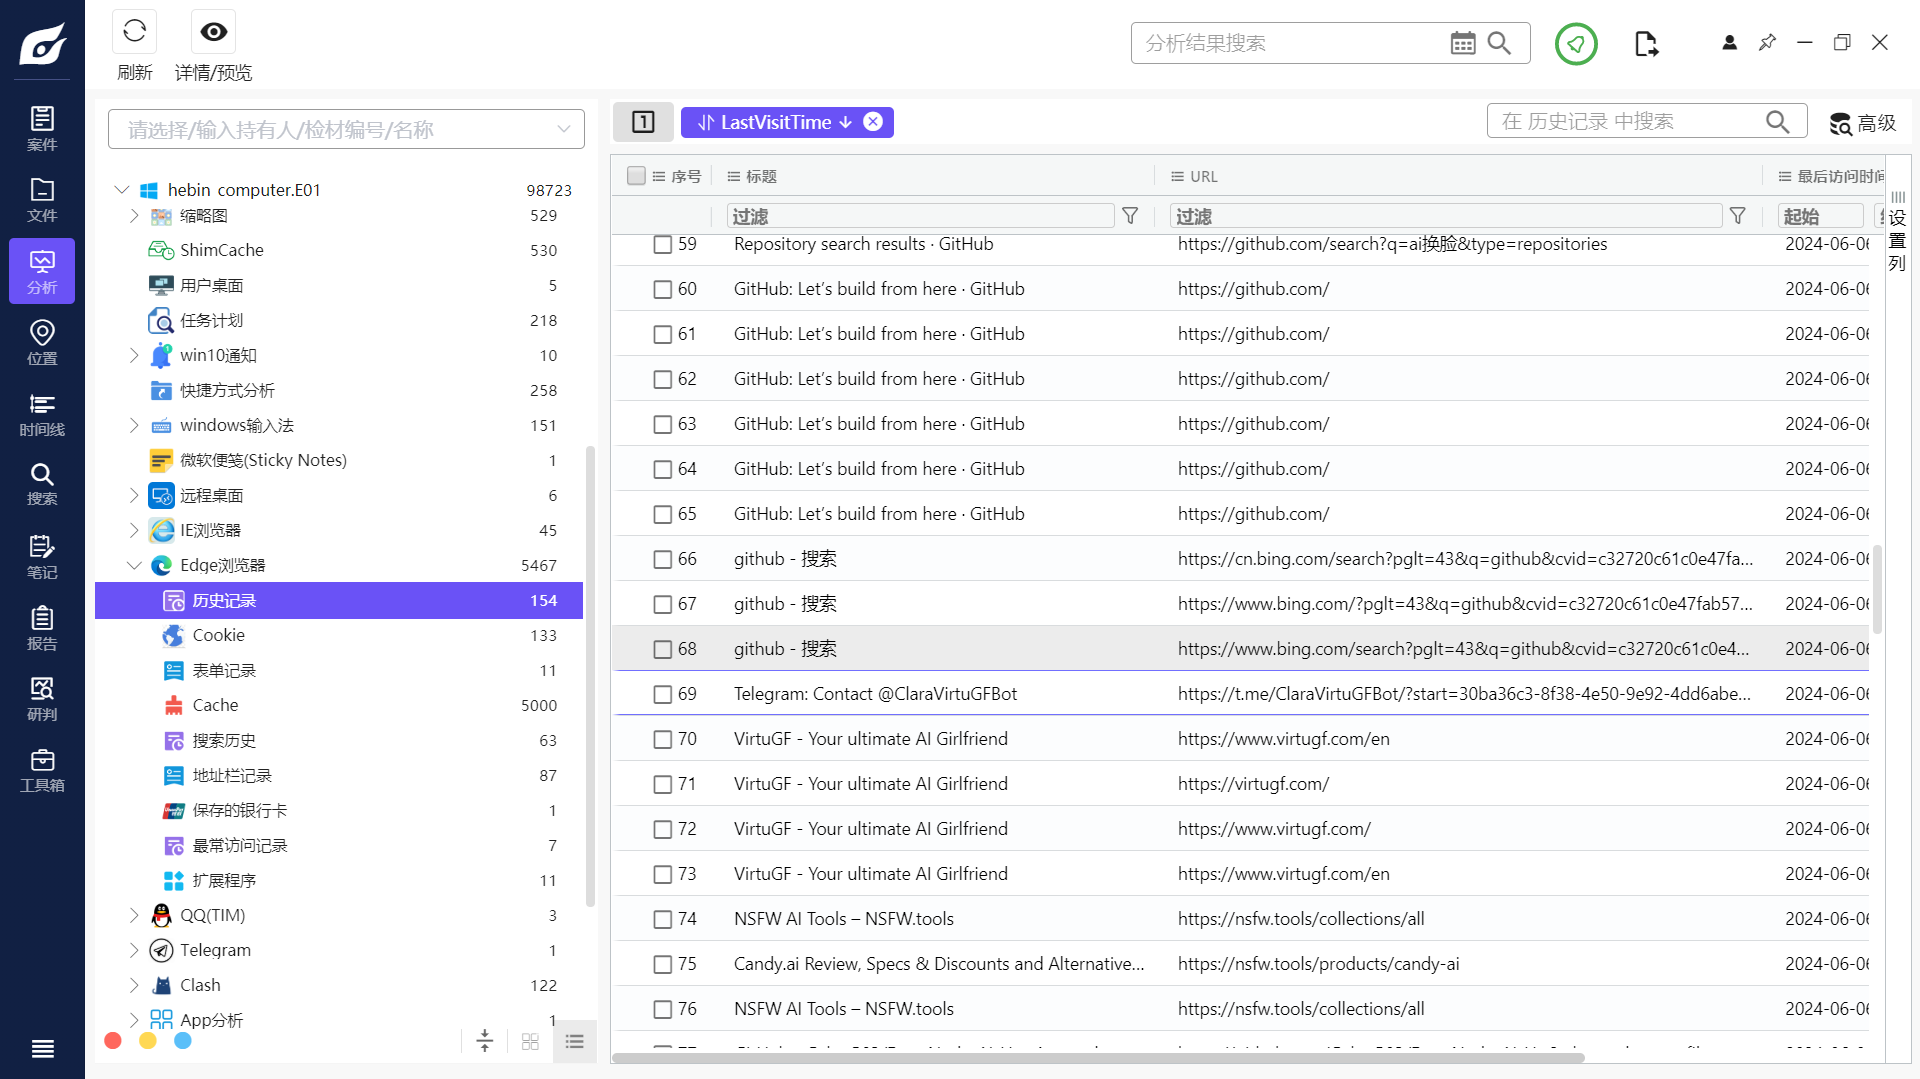 刷新
详情/预览
分析结果搜索
案件
文件
分析
位置
时间线
搜索
笔记
报告
研判
工具箱
请选择/输入持有人/检材编号/名称
hebin computer.E01 98723
缩略图 529
ShimCache 530
用户桌面 5
任务计划 218
win10通知 10
快捷方式分析 258
windows输入法 151
微软便笺(Sticky Notes) 1
远程桌面 6
IE浏览器 45
Edge浏览器 5467
历史记录 154
Cookie 133
表单记录 11
Cache 5000
搜索历史 63
地址栏记录 87
保存的银行卡 1
最常访问记录 7
扩展程序 11
QQ(TIM) 3
Telegram 1
Clash 122
App分析 1
1 LastVisitTime
在 历史记录 中搜索
高级
序号 标题 URL 最后访问时间
过滤 过滤 起始
设置列
59 Repository search results · GitHub https://github.com/search?q=ai换脸&type=repositories 2024-06-06
60 GitHub: Let’s build from here · GitHub https://github.com/ 2024-06-06
61 GitHub: Let’s build from here · GitHub https://github.com/ 2024-06-06
62 GitHub: Let’s build from here · GitHub https://github.com/ 2024-06-06
63 GitHub: Let’s build from here · GitHub https://github.com/ 2024-06-06
64 GitHub: Let’s build from here · GitHub https://github.com/ 2024-06-06
65 GitHub: Let’s build from here · GitHub https://github.com/ 2024-06-06
66 github - 搜索 https://cn.bing.com/search?pglt=43&q=github&cvid=c32720c61c0e47fa... 2024-06-06
67 github - 搜索 https://www.bing.com/?pglt=43&q=github&cvid=c32720c61c0e47fab57... 2024-06-06
68 github - 搜索 https://www.bing.com/search?pglt=43&q=github&cvid=c32720c61c0e4... 2024-06-06
69 Telegram: Contact @ClaraVirtuGFBot https://t.me/ClaraVirtuGFBot/?start=30ba36c3-8f38-4e50-9e92-4dd6abe... 2024-06-06
70 VirtuGF - Your ultimate AI Girlfriend https://www.virtugf.com/en 2024-06-06
71 VirtuGF - Your ultimate AI Girlfriend https://virtugf.com/ 2024-06-06
72 VirtuGF - Your ultimate AI Girlfriend https://www.virtugf.com/ 2024-06-06
73 VirtuGF - Your ultimate AI Girlfriend https://www.virtugf.com/en 2024-06-06
74 NSFW AI Tools – NSFW.tools https://nsfw.tools/collections/all 2024-06-06
75 Candy.ai Review, Specs & Discounts and Alternative... https://nsfw.tools/products/candy-ai 2024-06-06
76 NSFW AI Tools – NSFW.tools https://nsfw.tools/collections/all 2024-06-06